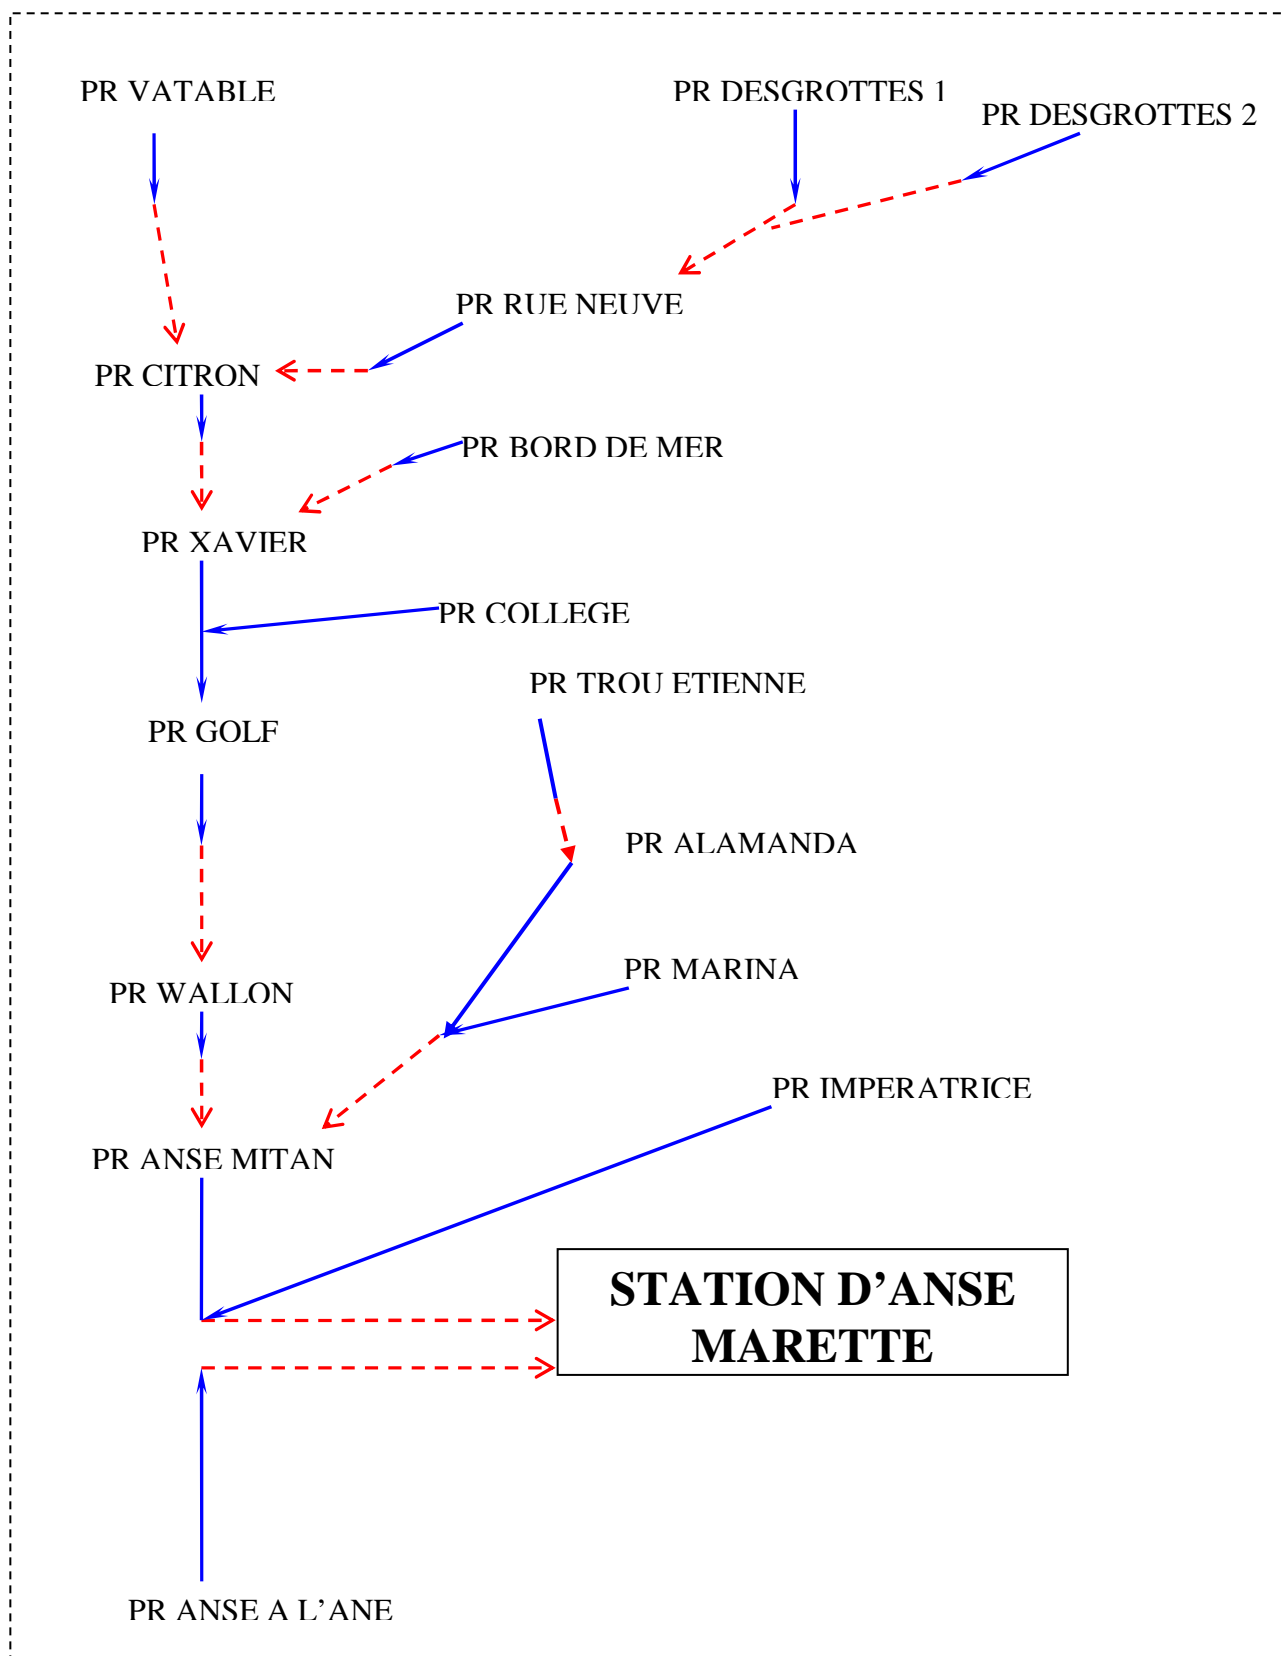 PR VATABLE
PR DESGROTTES 1
PR DESGROTTES 2
PR RUE NEUVE
PR CITRON
PR BORD DE MER
PR XAVIER
PR COLLEGE
PR TROU ETIENNE
PR GOLF
PR ALAMANDA
PR MARINA
PR WALLON
PR IMPERATRICE
PR ANSE MITAN
STATION D’ANSE
MARETTE
PR ANSE A L’ANE